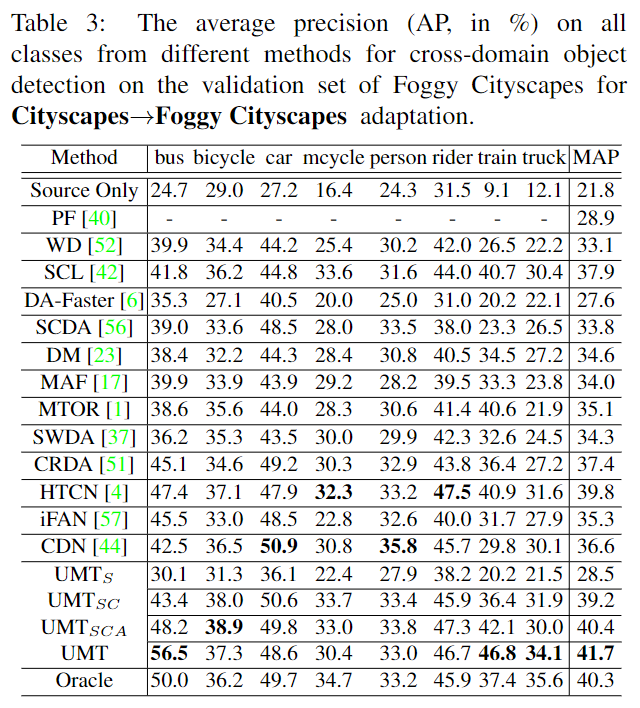 Table 3: The average precision (AP, in %) on all
classes from different methods for cross-domain object
detection on the validation set of Foggy Cityscapes for
Cityscapes→Foggy Cityscapes adaptation.
Method bus bicycle car mcycle person rider train truck MAP
Source Only 24.7 29.0 27.2 16.4 24.3 31.5 9.1 12.1 21.8
PF [40] - - - - - - - - 28.9
WD [52] 39.9 34.4 44.2 25.4 30.2 42.0 26.5 22.2 33.1
SCL [42] 41.8 36.2 44.8 33.6 31.6 44.0 40.7 30.4 37.9
DA-Faster [6] 35.3 27.1 40.5 20.0 25.0 31.0 20.2 22.1 27.6
SCDA [56] 39.0 33.6 48.5 28.0 33.5 38.0 23.3 26.5 33.8
DM [23] 38.4 32.2 44.3 28.4 30.8 40.5 34.5 27.2 34.6
MAF [17] 39.9 33.9 43.9 29.2 28.2 39.5 33.3 23.8 34.0
MTOR [1] 38.6 35.6 44.0 28.3 30.6 41.4 40.6 21.9 35.1
SWDA [37] 36.2 35.3 43.5 30.0 29.9 42.3 32.6 24.5 34.3
CRDA [51] 45.1 34.6 49.2 30.3 32.9 43.8 36.4 27.2 37.4
HTCN [4] 47.4 37.1 47.9 32.3 33.2 47.5 40.9 31.6 39.8
iFAN [57] 45.5 33.0 48.5 22.8 32.6 40.0 31.7 27.9 35.3
CDN [44] 42.5 36.5 50.9 30.8 35.8 45.7 29.8 30.1 36.6
UMT_S 30.1 31.3 36.1 22.4 27.9 38.2 20.2 21.5 28.5
UMT_SC 43.4 38.0 50.6 33.7 33.4 45.9 36.4 31.9 39.2
UMT_SCA 48.2 38.9 49.8 33.0 33.8 47.3 42.1 30.0 40.4
UMT 56.5 37.3 48.6 30.4 33.0 46.7 46.8 34.1 41.7
Oracle 50.0 36.2 49.7 34.7 33.2 45.9 37.4 35.6 40.3